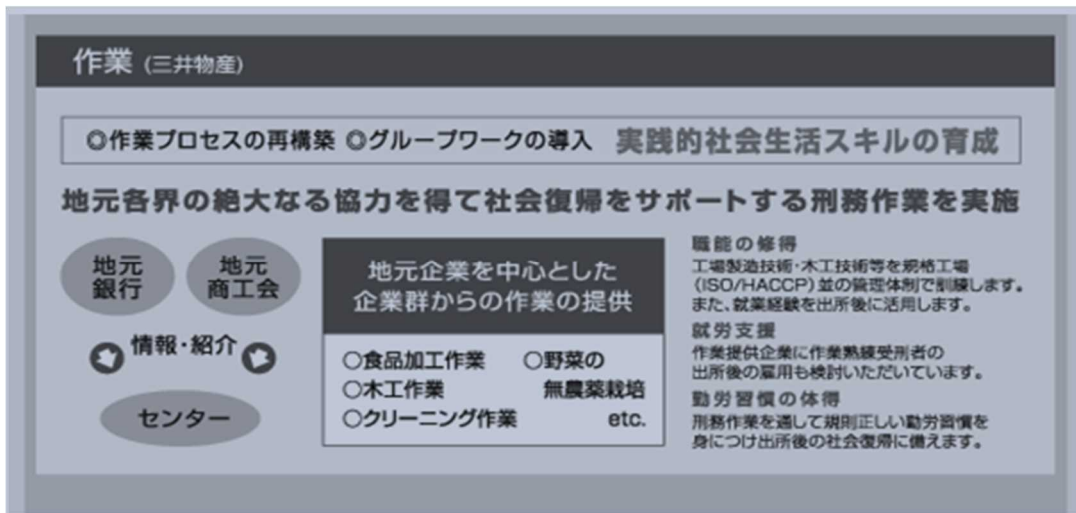 作業 (三井物産)
◎作業プロセスの再構築 ◎グループワークの導入 実践的社会生活スキルの育成
地元各界の絶大なる協力を得て社会復帰をサポートする刑務作業を実施
地元
銀行
地元
商工会
情報・紹介
センター
地元企業を中心とした
企業群からの作業の提供
○食品加工作業 ○野菜の
○木工作業 無農薬栽培
○クリーニング作業 etc.
職能の修得
工場製造技術・木工技術等を規格工場
(ISO/HACCP)並の管理体制で訓練します。
また、就業経験を出所後に活用します。
就労支援
作業提供企業に作業熟練受刑者の
出所後の雇用も検討いただいています。
勤労習慣の体得
刑務作業を通して規則正しい勤労習慣を
身につけ出所後の社会復帰に備えます。